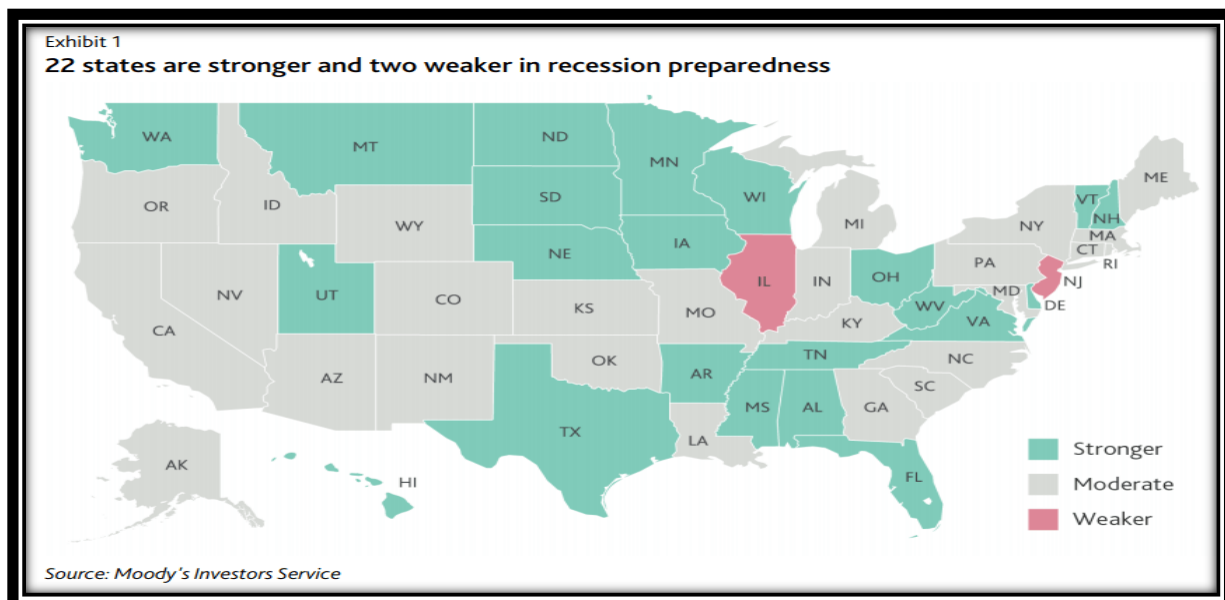 Exhibit 1
22 states are stronger and two weaker in recession preparedness
WA
MT
ND
MN
ME
OR
ID
SD
WI
VT
NH
WY
MI
NY
MA
CT
RI
NE
IA
PA
NJ
NV
UT
CO
IL
IN
OH
MD
DE
KS
MO
WV
VA
CA
KY
AZ
NM
OK
AR
TN
NC
SC
MS
AL
GA
TX
LA
Stronger
AK
HI
FL
Moderate
Weaker
Source: Moody's Investors Service